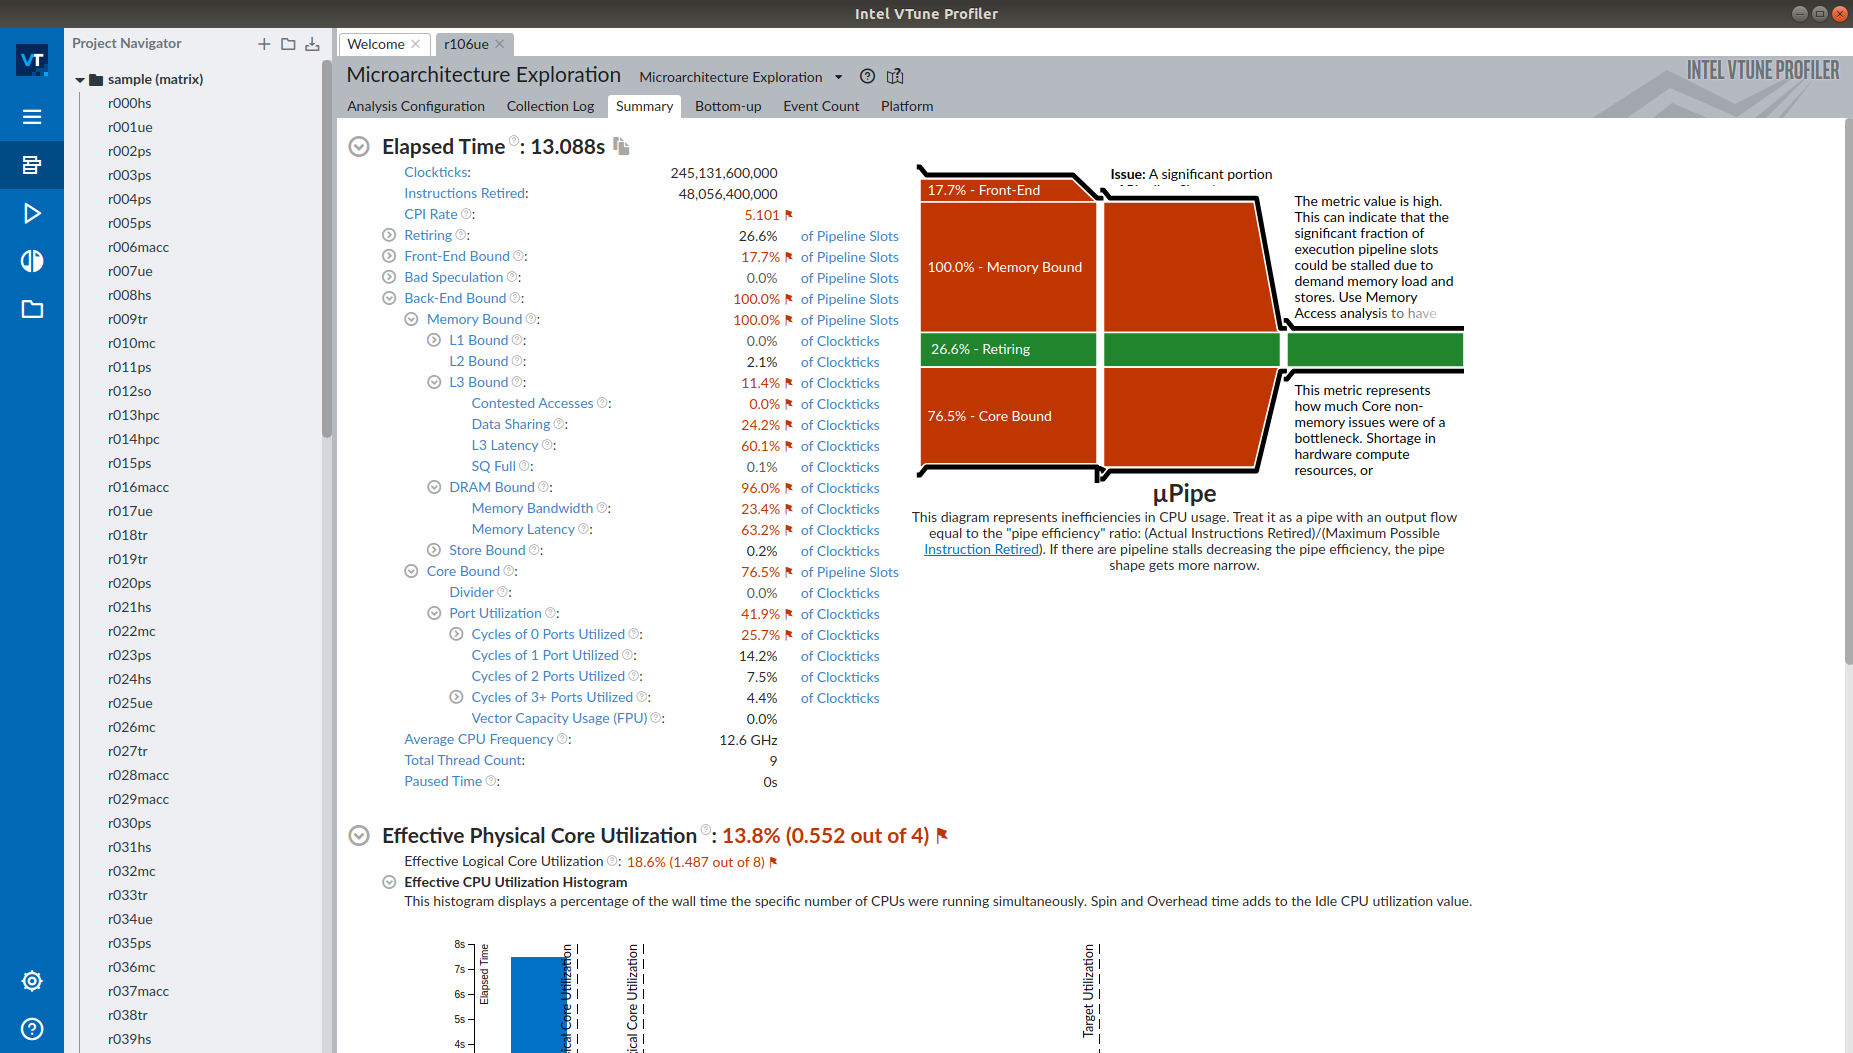 Intel VTune Profiler
Project Navigator
VT
sample (matrix)
r000hs
r001ue
r002ps
r003ps
r004ps
r005ps
r006macc
r007ue
r008hs
r009tr
r010mc
r011ps
r012so
r013hpc
r014hpc
r015ps
r016macc
r017ue
r018tr
r019tr
r020ps
r021hs
r022mc
r023ps
r024hs
r025ue
r026mc
r027tr
r028macc
r029macc
r030ps
r031hs
r032mc
r033tr
r034ue
r035ps
r036mc
r037macc
r038tr
r039hs
Welcome
r106ue
Microarchitecture Exploration Microarchitecture Exploration
INTEL VTUNE PROFILER
Analysis Configuration Collection Log Summary Bottom-up Event Count Platform
Elapsed Time : 13.088s
Clockticks: 245,131,600,000
Instructions Retired: 48,056,400,000
CPI Rate : 5.101
Retiring : 26.6% of Pipeline Slots
Front-End Bound : 17.7% of Pipeline Slots
Bad Speculation : 0.0% of Pipeline Slots
Back-End Bound : 100.0% of Pipeline Slots
Memory Bound : 100.0% of Pipeline Slots
L1 Bound : 0.0% of Clockticks
L2 Bound : 2.1% of Clockticks
L3 Bound : 11.4% of Clockticks
Contested Accesses : 0.0% of Clockticks
Data Sharing : 24.2% of Clockticks
L3 Latency : 60.1% of Clockticks
SQ Full : 0.1% of Clockticks
DRAM Bound : 96.0% of Clockticks
Memory Bandwidth : 23.4% of Clockticks
Memory Latency : 63.2% of Clockticks
Store Bound : 0.2% of Clockticks
Core Bound : 76.5% of Pipeline Slots
Divider : 0.0% of Clockticks
Port Utilization : 41.9% of Clockticks
Cycles of 0 Ports Utilized : 25.7% of Clockticks
Cycles of 1 Port Utilized : 14.2% of Clockticks
Cycles of 2 Ports Utilized : 7.5% of Clockticks
Cycles of 3+ Ports Utilized : 4.4% of Clockticks
Vector Capacity Usage (FPU) : 0.0%
Average CPU Frequency : 12.6 GHz
Total Thread Count: 9
Paused Time : 0s
17.7% - Front-End
100.0% - Memory Bound
26.6% - Retiring
76.5% - Core Bound
Issue: A significant portion
The metric value is high.
This can indicate that the
significant fraction of
execution pipeline slots
could be stalled due to
demand memory load and
stores. Use Memory
Access analysis to have
This metric represents
how much Core non-
memory issues were of a
bottleneck. Shortage in
hardware compute
resources, or
µPipe
This diagram represents inefficiencies in CPU usage. Treat it as a pipe with an output flow
equal to the "pipe efficiency" ratio: (Actual Instructions Retired)/(Maximum Possible
Instruction Retired). If there are pipeline stalls decreasing the pipe efficiency, the pipe
shape gets more narrow.
Effective Physical Core Utilization : 13.8% (0.552 out of 4)
Effective Logical Core Utilization : 18.6% (1.487 out of 8)
Effective CPU Utilization Histogram
This histogram displays a percentage of the wall time the specific number of CPUs were running simultaneously. Spin and Overhead time adds to the Idle CPU utilization value.
8s
7s
6s
5s
4s
Elapsed Time
ical Core Utilization
ical Core Utilization
Target Utilization